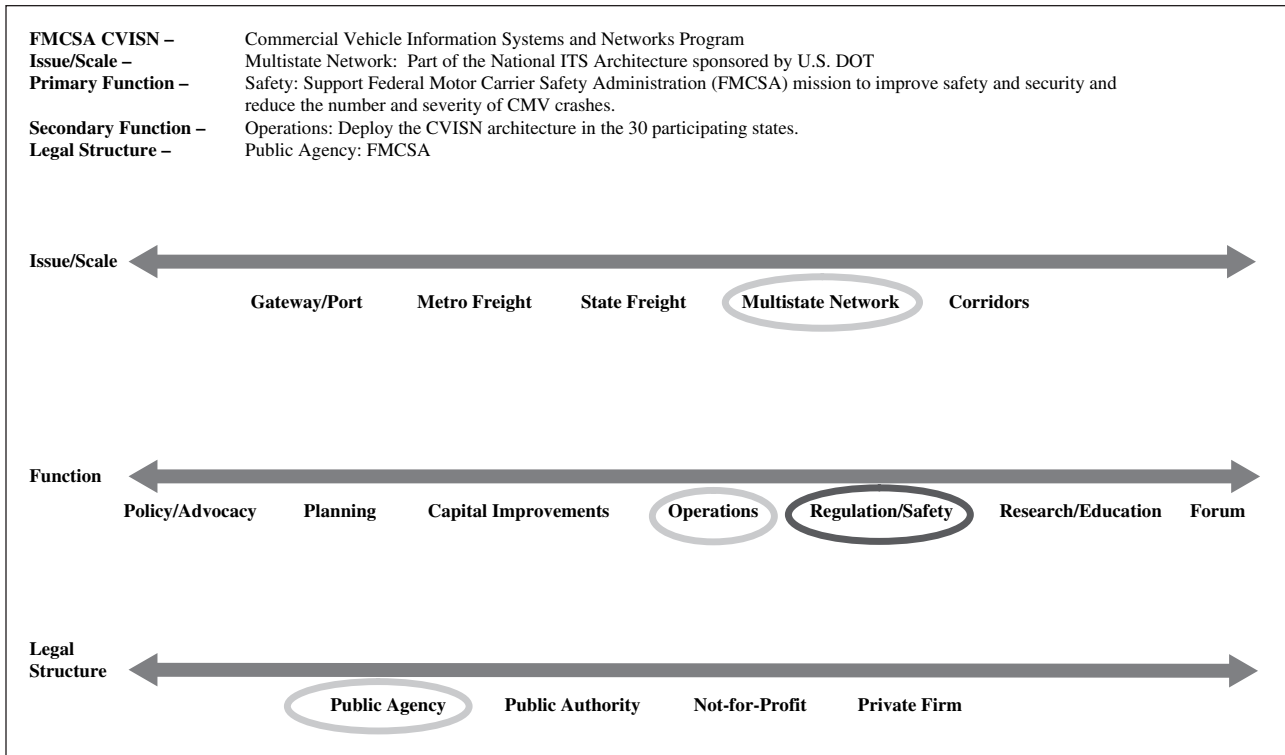 FMCSA CVISN – Commercial Vehicle Information Systems and Networks Program
Issue/Scale – Multistate Network: Part of the National ITS Architecture sponsored by U.S. DOT
Primary Function – Safety: Support Federal Motor Carrier Safety Administration (FMCSA) mission to improve safety and security and
reduce the number and severity of CMV crashes.
Secondary Function – Operations: Deploy the CVISN architecture in the 30 participating states.
Legal Structure – Public Agency: FMCSA
Issue/Scale
Gateway/Port Metro Freight State Freight Multistate Network Corridors
Function
Policy/Advocacy Planning Capital Improvements Operations Regulation/Safety Research/Education Forum
Legal
Structure
Public Agency Public Authority Not-for-Profit Private Firm